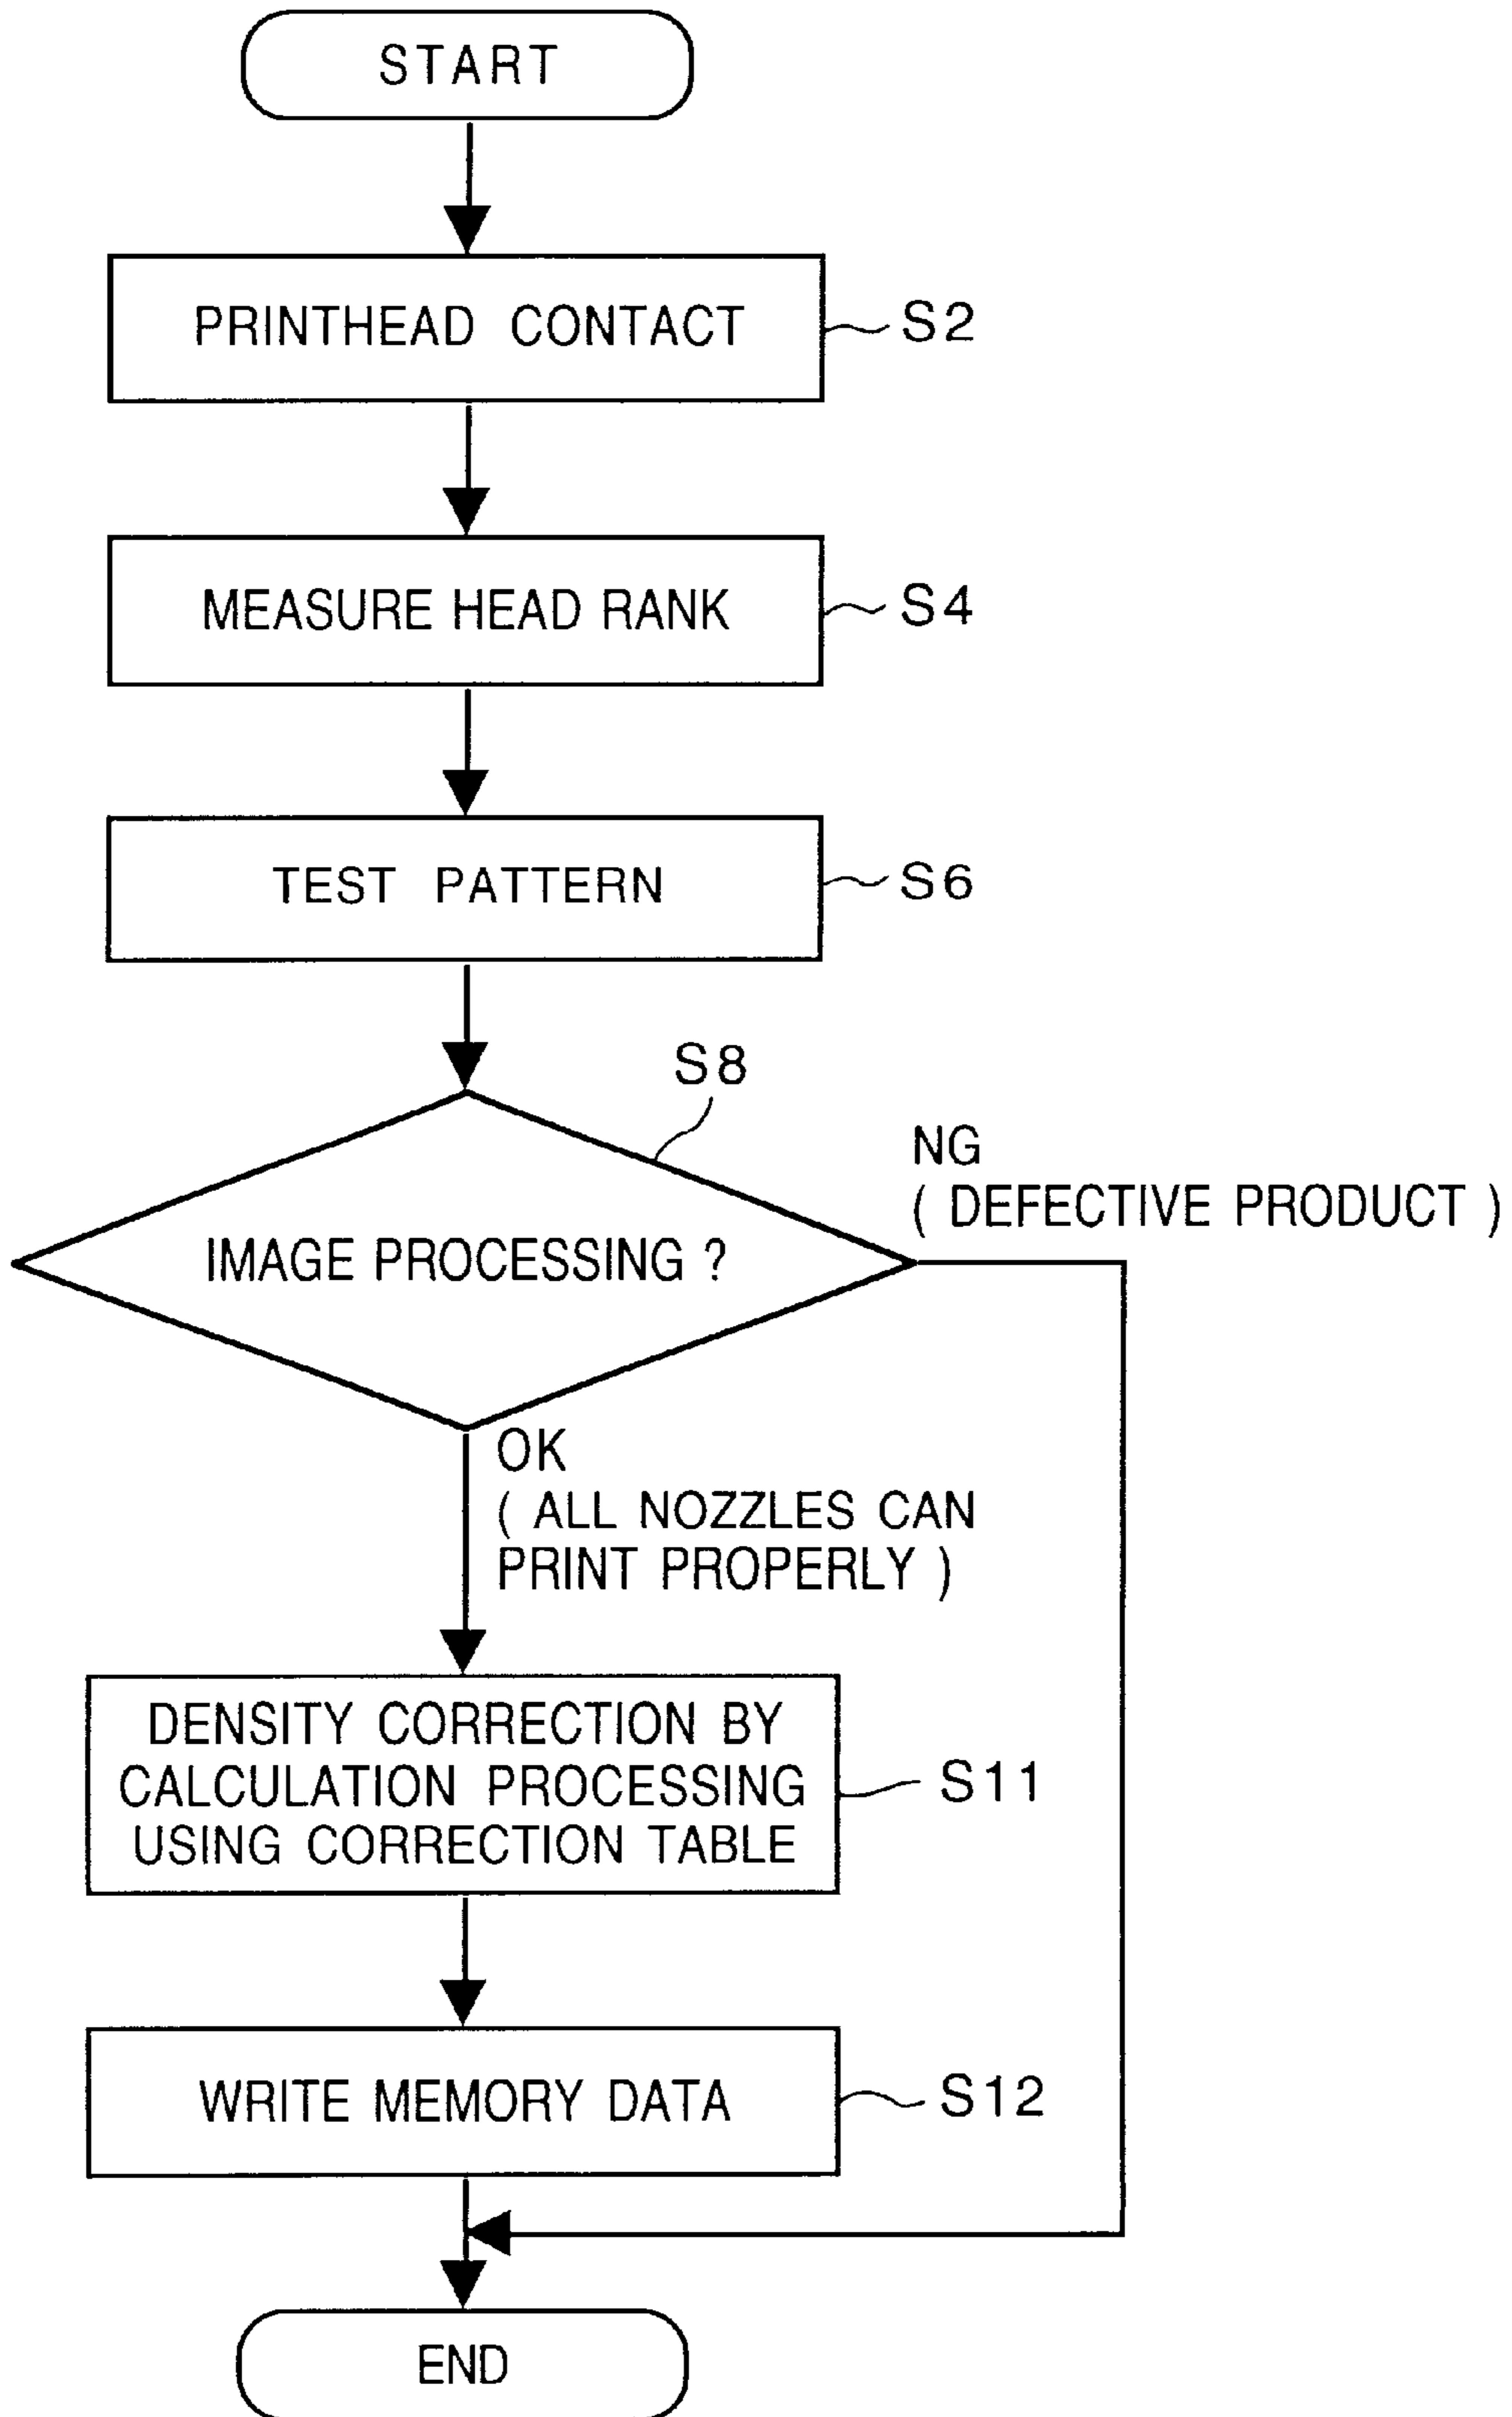 START
PRINTHEAD CONTACT
S2
MEASURE HEAD RANK
S4
TEST PATTERN
S6
S8
IMAGE PROCESSING ?
NG
( DEFECTIVE PRODUCT )
OK
( ALL NOZZLES CAN
PRINT PROPERLY )
DENSITY CORRECTION BY
CALCULATION PROCESSING
USING CORRECTION TABLE
S11
WRITE MEMORY DATA
S12
END